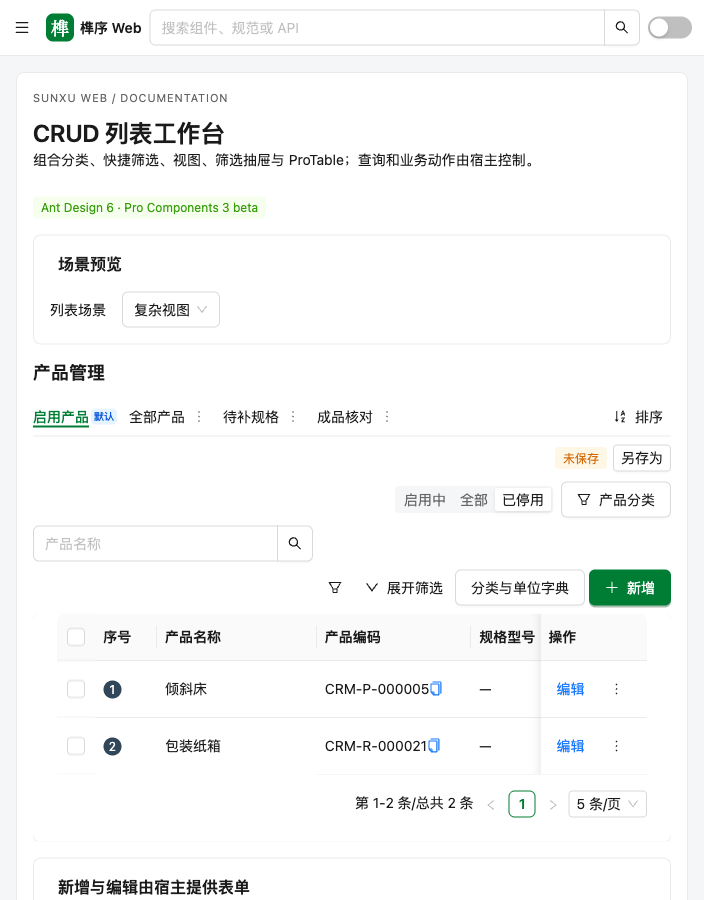 榫 榫序 Web 搜索组件、规范或 API
SUNXU WEB / DOCUMENTATION
CRUD 列表工作台
组合分类、快捷筛选、视图、筛选抽屉与 ProTable；查询和业务动作由宿主控制。
Ant Design 6 · Pro Components 3 beta
场景预览
列表场景 复杂视图
产品管理
启用产品 默认 全部产品 待补规格 成品核对 排序
未保存 另存为
启用中 全部 已停用 产品分类
产品名称
展开筛选 分类与单位字典 新增
序号 产品名称 产品编码 规格型号 操作
1 倾斜床 CRM-P-000005 — 编辑
2 包装纸箱 CRM-R-000021 — 编辑
第 1-2 条/总共 2 条 1 5 条/页
新增与编辑由宿主提供表单